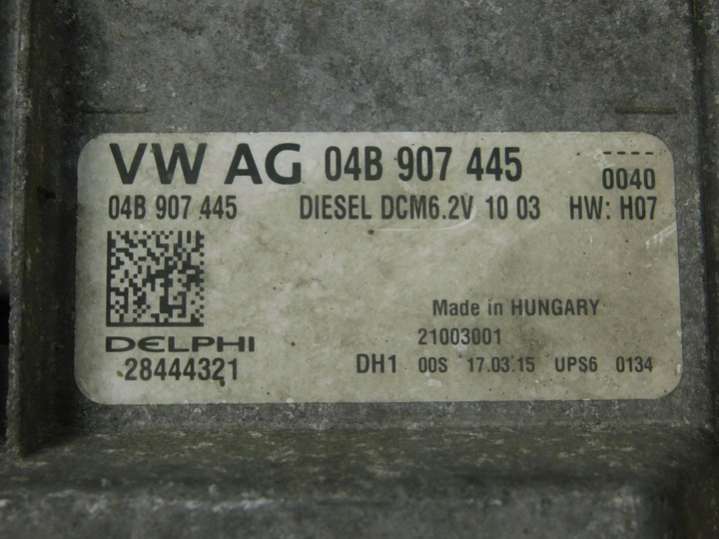 VW AG 04B 907 445 ----
0040
04B 907 445 DIESEL DCM6.2V 10 03 HW: H07
Made in HUNGARY
DELPHI 21003001
28444321 DH1 00S 17.03.15 UPS6 0134